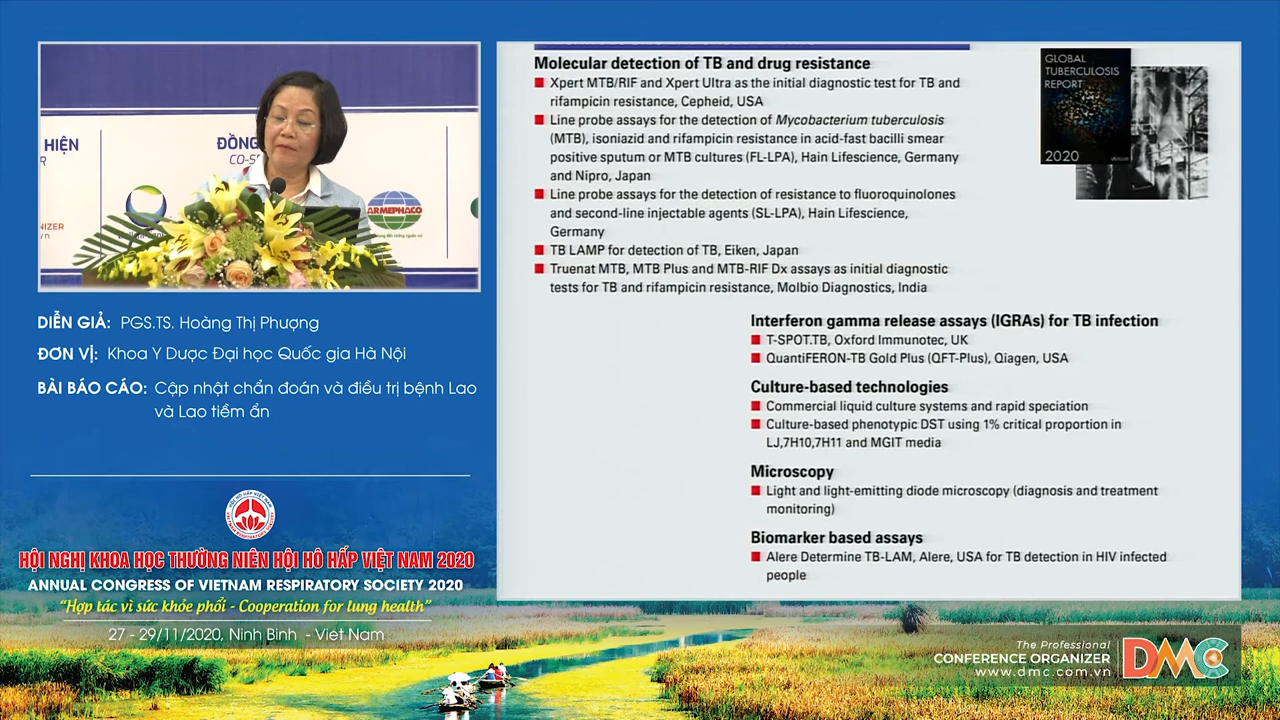 HIỆN
ĐỒNG
ARMEPHACO
DIỄN GIẢ: PGS.TS. Hoàng Thị Phượng
ĐƠN VỊ: Khoa Y Dược Đại học Quốc gia Hà Nội
BÀI BÁO CÁO: Cập nhật chẩn đoán và điều trị bệnh Lao
và Lao tiềm ẩn
HỘI HÔ HẤP VIỆT NAM
VIETNAM RESPIRATORY SOCIETY
HỘI NGHỊ KHOA HỌC THƯỜNG NIÊN HỘI HÔ HẤP VIỆT NAM 2020
ANNUAL CONGRESS OF VIETNAM RESPIRATORY SOCIETY 2020
“Hợp tác vì sức khỏe phổi - Cooperation for lung health”
27 - 29/11/2020, Ninh Bình - Viet Nam
Molecular detection of TB and drug resistance
Xpert MTB/RIF and Xpert Ultra as the initial diagnostic test for TB and
rifampicin resistance, Cepheid, USA
Line probe assays for the detection of Mycobacterium tuberculosis
(MTB), isoniazid and rifampicin resistance in acid-fast bacilli smear
positive sputum or MTB cultures (FL-LPA), Hain Lifescience, Germany
and Nipro, Japan
Line probe assays for the detection of resistance to fluoroquinolones
and second-line injectable agents (SL-LPA), Hain Lifescience,
Germany
TB LAMP for detection of TB, Eiken, Japan
Truenat MTB, MTB Plus and MTB-RIF Dx assays as initial diagnostic
tests for TB and rifampicin resistance, Molbio Diagnostics, India
GLOBAL
TUBERCULOSIS
REPORT
2020
Interferon gamma release assays (IGRAs) for TB infection
T-SPOT.TB, Oxford Immunotec, UK
QuantiFERON-TB Gold Plus (QFT-Plus), Qiagen, USA
Culture-based technologies
Commercial liquid culture systems and rapid speciation
Culture-based phenotypic DST using 1% critical proportion in
LJ,7H10,7H11 and MGIT media
Microscopy
Light and light-emitting diode microscopy (diagnosis and treatment
monitoring)
Biomarker based assays
Alere Determine TB-LAM, Alere, USA for TB detection in HIV infected
people
The Professional
CONFERENCE ORGANIZER
www.dmc.com.vn
DMC